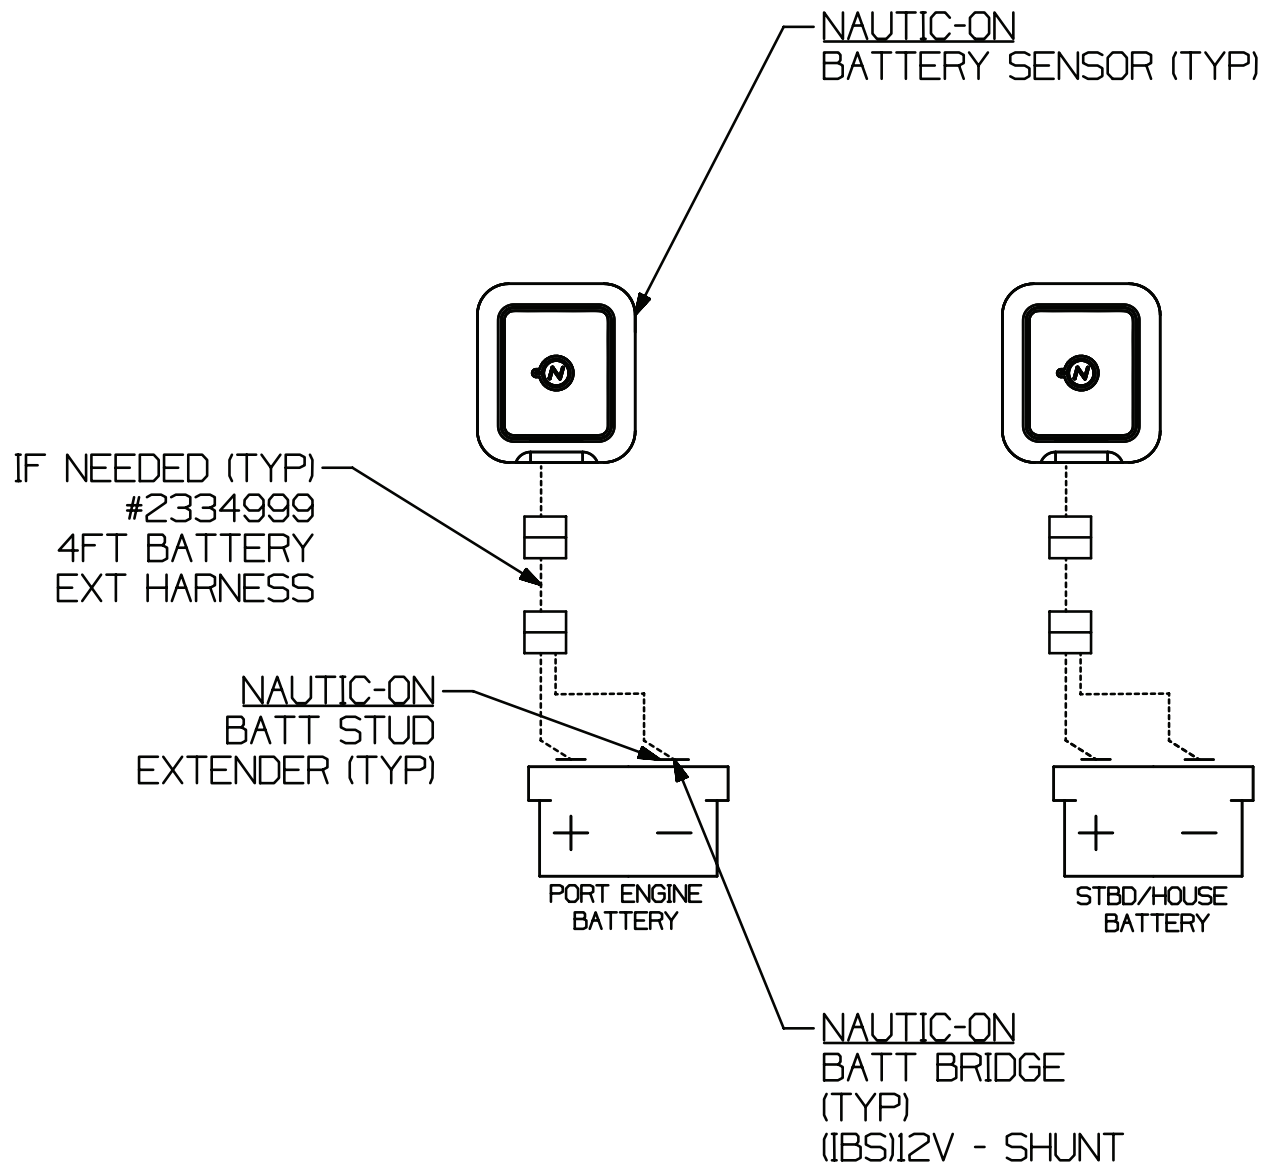 NAUTIC-ON
BATTERY SENSOR (TYP)
N
N
IF NEEDED (TYP)
#2334999
4FT BATTERY
EXT HARNESS
NAUTIC-ON
BATT STUD
EXTENDER (TYP)
+ −
+ −
PORT ENGINE
BATTERY
STBD/HOUSE
BATTERY
NAUTIC-ON
BATT BRIDGE
(TYP)
(IBS)12V - SHUNT